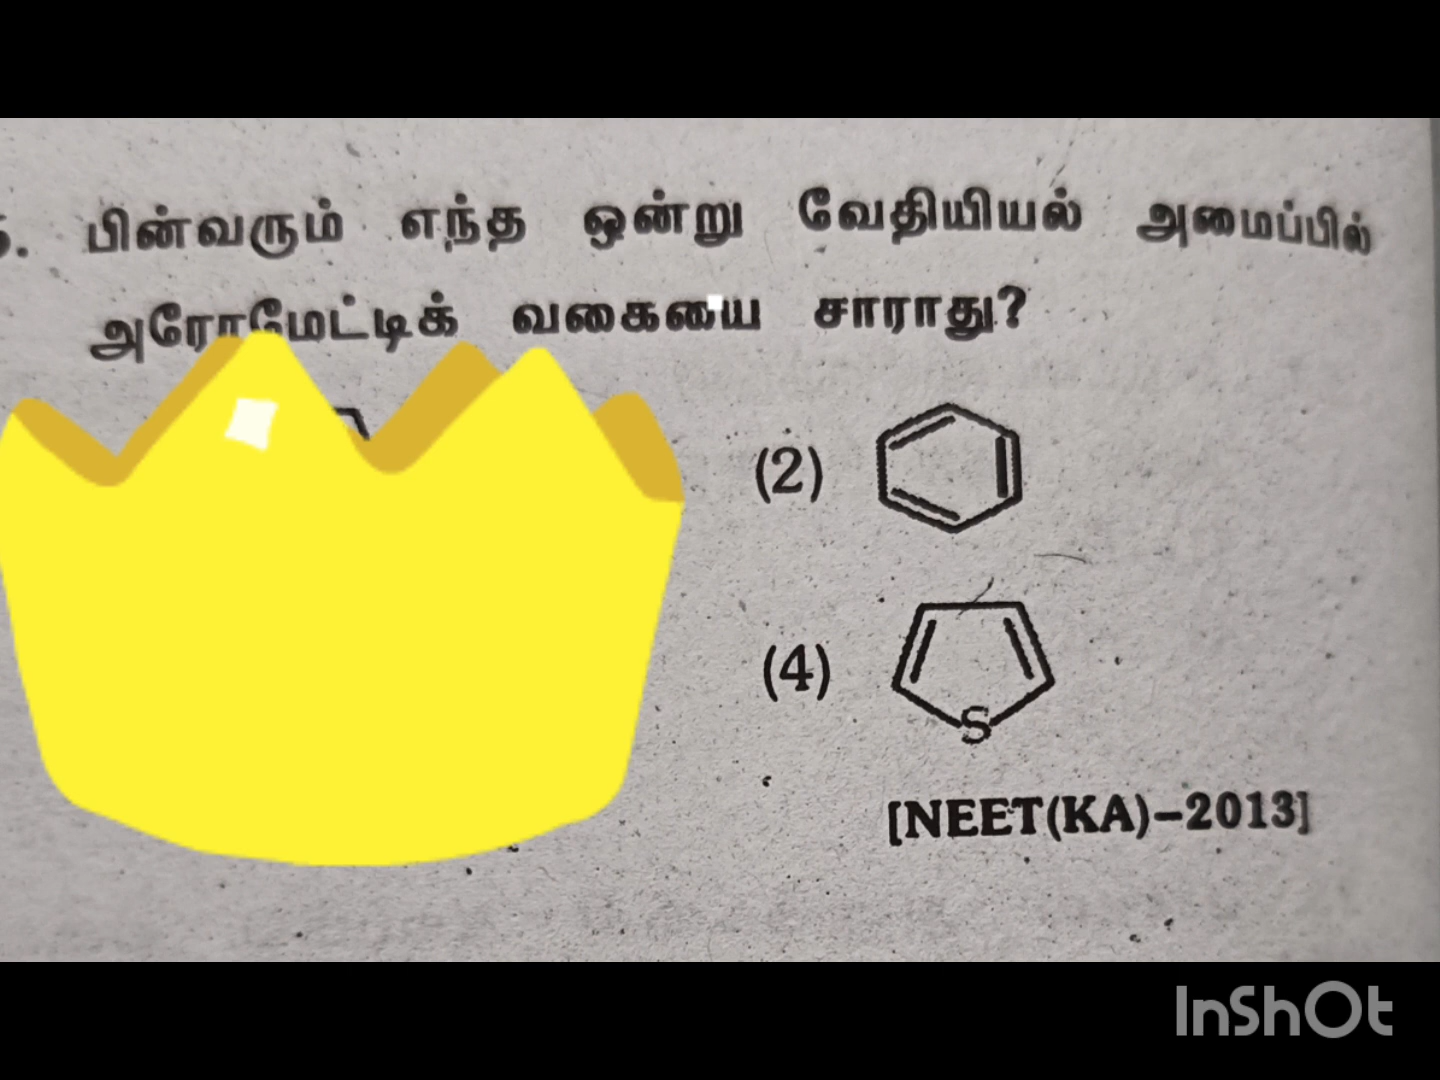 பின்வரும் எந்த ஒன்று வேதியியல் அமைப்பில்
அரோமேட்டிக் வகையை சாராது?
(2)
(4)
S
[NEET(KA)-2013]
InShOt